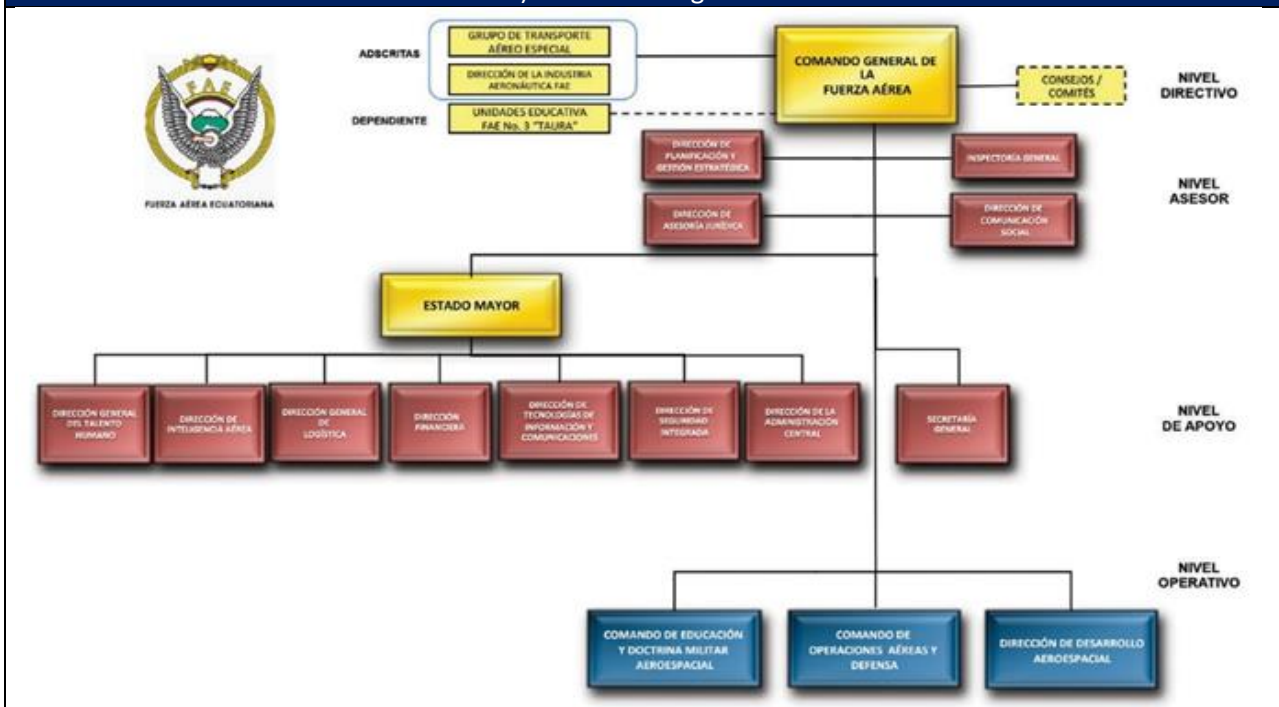 GRUPO DE TRANSPORTE
AÉREO ESPECIAL
ADSCRITAS
DIRECCIÓN DE LA INDUSTRIA
AERONÁUTICA FAE
DEPENDIENTE
UNIDADES EDUCATIVA
FAE No. 3 "TAURA"
COMANDO GENERAL DE
LA
FUERZA AÉREA
CONSEJOS /
COMITÉS
NIVEL
DIRECTIVO
FAE
FUERZA AÉREA ECUATORIANA
DIRECCIÓN DE
PLANIFICACIÓN Y
GESTIÓN ESTRATÉGICA
INSPECTORÍA GENERAL
DIRECCIÓN DE
ASESORÍA JURÍDICA
DIRECCIÓN DE
COMUNICACIÓN
SOCIAL
NIVEL
ASESOR
ESTADO MAYOR
DIRECCIÓN GENERAL
DEL TALENTO
HUMANO
DIRECCIÓN DE
INTELIGENCIA AÉREA
DIRECCIÓN GENERAL
DE
LOGÍSTICA
DIRECCIÓN
FINANCIERA
DIRECCIÓN DE
TECNOLOGÍAS DE
INFORMACIÓN Y
COMUNICACIONES
DIRECCIÓN DE
SEGURIDAD
INTEGRADA
DIRECCIÓN DE LA
ADMINISTRACIÓN
CENTRAL
SECRETARÍA
GENERAL
NIVEL
DE APOYO
NIVEL
OPERATIVO
COMANDO DE EDUCACIÓN
Y DOCTRINA MILITAR
AEROESPACIAL
COMANDO DE
OPERACIONES AÉREAS Y
DEFENSA
DIRECCIÓN DE DESARROLLO
AEROESPACIAL